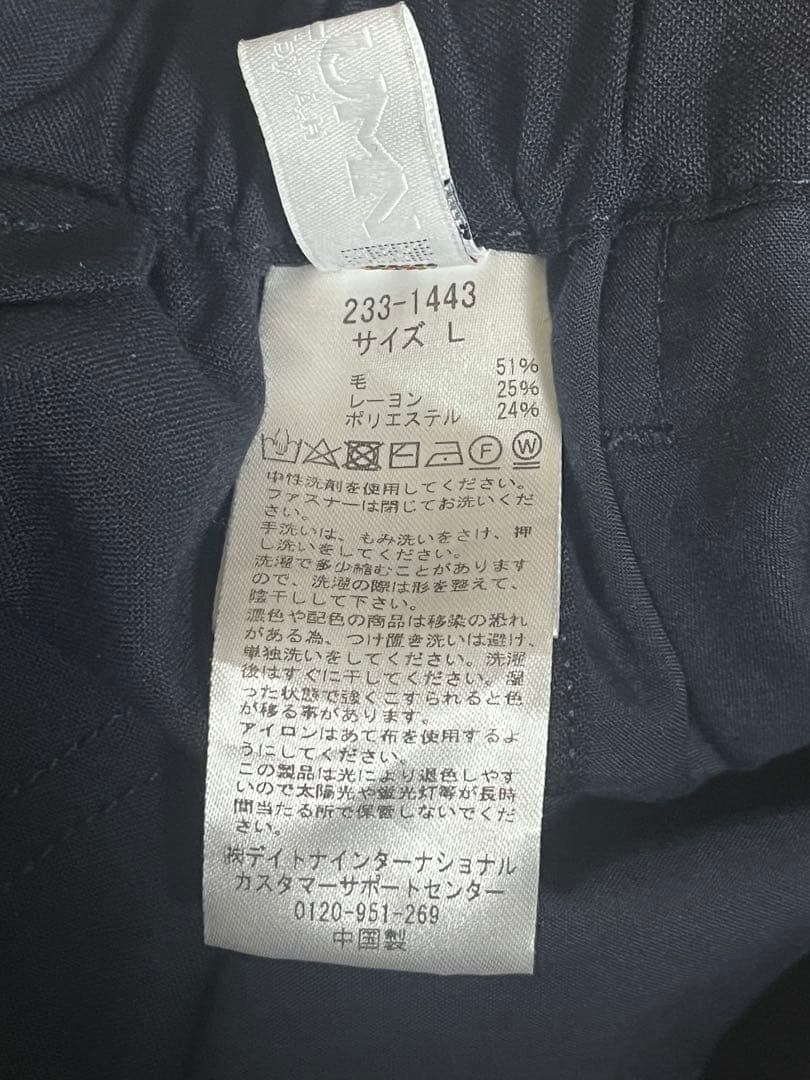 by A.
233-1443
サイズ L
毛 51%
レーヨン 25%
ポリエステル 24%
F W
中性洗剤を使用してください。
ファスナーは閉じてお洗いくだ
さい。
手洗いは、もみ洗いをさけ、押
し洗いをしてください。
洗濯で多少縮むことがあります
ので、洗濯の際は形を整えて、
陰干しして下さい。
濃色や配色の商品は移染の恐れ
がある為、つけ置き洗いは避け、
単独洗いをしてください。洗濯
後はすぐに干してください。湿
った状態で強くこすられると色
が移る事があります。
アイロンはあて布を使用するよ
うにしてください。
この製品は光により退色しやす
いので太陽光や蛍光灯等が長時
間当たる所で保管しないでくだ
さい。
㈱デイトナインターナショナル
カスタマーサポートセンター
0120-951-269
中国製